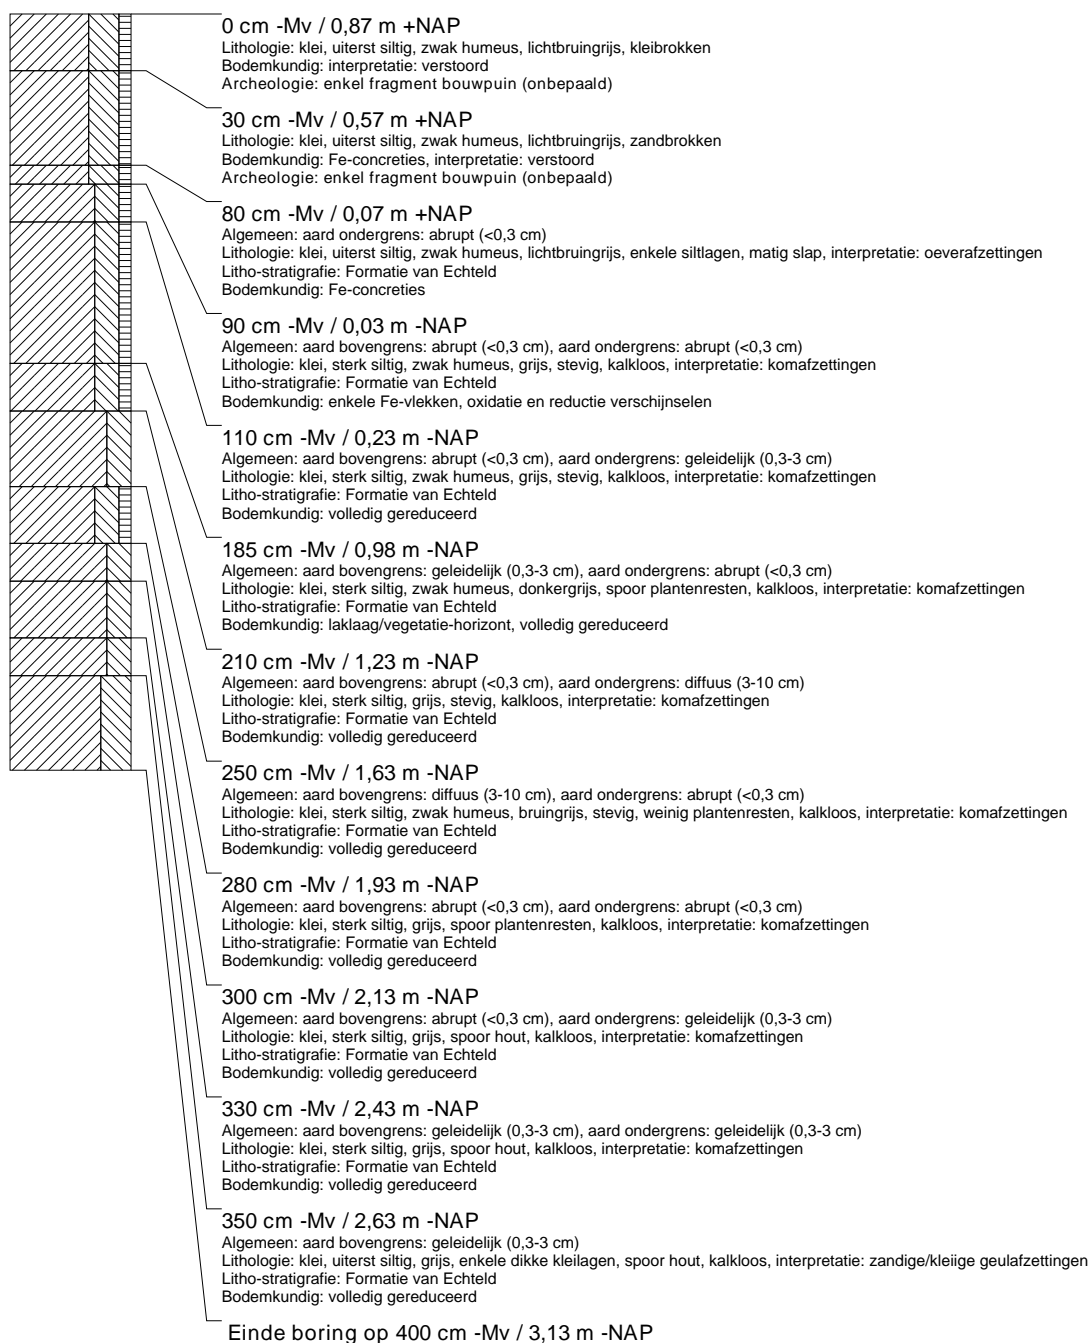 0 cm -Mv / 0,87 m +NAP
Lithologie: klei, uiterst siltig, zwak humeus, lichtbruingrijs, kleibrokken
Bodemkundig: interpretatie: verstoord
Archeologie: enkel fragment bouwpuin (onbepaald)
30 cm -Mv / 0,57 m +NAP
Lithologie: klei, uiterst siltig, zwak humeus, lichtbruingrijs, zandbrokken
Bodemkundig: Fe-concreties, interpretatie: verstoord
Archeologie: enkel fragment bouwpuin (onbepaald)
80 cm -Mv / 0,07 m +NAP
Algemeen: aard ondergrens: abrupt (<0,3 cm)
Lithologie: klei, uiterst siltig, zwak humeus, lichtbruingrijs, enkele siltlagen, matig slap, interpretatie: oeverafzettingen
Litho-stratigrafie: Formatie van Echteld
Bodemkundig: Fe-concreties
90 cm -Mv / 0,03 m -NAP
Algemeen: aard bovengrens: abrupt (<0,3 cm), aard ondergrens: abrupt (<0,3 cm)
Lithologie: klei, sterk siltig, zwak humeus, grijs, stevig, kalkloos, interpretatie: komafzettingen
Litho-stratigrafie: Formatie van Echteld
Bodemkundig: enkele Fe-vlekken, oxidatie en reductie verschijnselen
110 cm -Mv / 0,23 m -NAP
Algemeen: aard bovengrens: abrupt (<0,3 cm), aard ondergrens: geleidelijk (0,3-3 cm)
Lithologie: klei, sterk siltig, zwak humeus, grijs, stevig, kalkloos, interpretatie: komafzettingen
Litho-stratigrafie: Formatie van Echteld
Bodemkundig: volledig gereduceerd
185 cm -Mv / 0,98 m -NAP
Algemeen: aard bovengrens: geleidelijk (0,3-3 cm), aard ondergrens: abrupt (<0,3 cm)
Lithologie: klei, sterk siltig, zwak humeus, donkergrijs, spoor plantenresten, kalkloos, interpretatie: komafzettingen
Litho-stratigrafie: Formatie van Echteld
Bodemkundig: laklaag/vegetatie-horizont, volledig gereduceerd
210 cm -Mv / 1,23 m -NAP
Algemeen: aard bovengrens: abrupt (<0,3 cm), aard ondergrens: diffuus (3-10 cm)
Lithologie: klei, sterk siltig, grijs, stevig, kalkloos, interpretatie: komafzettingen
Litho-stratigrafie: Formatie van Echteld
Bodemkundig: volledig gereduceerd
250 cm -Mv / 1,63 m -NAP
Algemeen: aard bovengrens: diffuus (3-10 cm), aard ondergrens: abrupt (<0,3 cm)
Lithologie: klei, sterk siltig, zwak humeus, bruingrijs, stevig, weinig plantenresten, kalkloos, interpretatie: komafzettingen
Litho-stratigrafie: Formatie van Echteld
Bodemkundig: volledig gereduceerd
280 cm -Mv / 1,93 m -NAP
Algemeen: aard bovengrens: abrupt (<0,3 cm), aard ondergrens: abrupt (<0,3 cm)
Lithologie: klei, sterk siltig, grijs, spoor plantenresten, kalkloos, interpretatie: komafzettingen
Litho-stratigrafie: Formatie van Echteld
Bodemkundig: volledig gereduceerd
300 cm -Mv / 2,13 m -NAP
Algemeen: aard bovengrens: abrupt (<0,3 cm), aard ondergrens: geleidelijk (0,3-3 cm)
Lithologie: klei, sterk siltig, grijs, spoor hout, kalkloos, interpretatie: komafzettingen
Litho-stratigrafie: Formatie van Echteld
Bodemkundig: volledig gereduceerd
330 cm -Mv / 2,43 m -NAP
Algemeen: aard bovengrens: geleidelijk (0,3-3 cm), aard ondergrens: geleidelijk (0,3-3 cm)
Lithologie: klei, sterk siltig, grijs, spoor hout, kalkloos, interpretatie: komafzettingen
Litho-stratigrafie: Formatie van Echteld
Bodemkundig: volledig gereduceerd
350 cm -Mv / 2,63 m -NAP
Algemeen: aard bovengrens: geleidelijk (0,3-3 cm)
Lithologie: klei, uiterst siltig, grijs, enkele dikke kleilagen, spoor hout, kalkloos, interpretatie: zandige/kleiige geulafzettingen
Litho-stratigrafie: Formatie van Echteld
Bodemkundig: volledig gereduceerd
Einde boring op 400 cm -Mv / 3,13 m -NAP